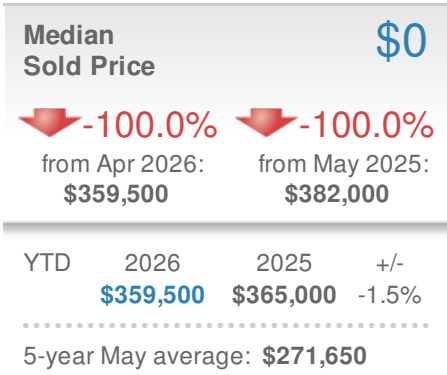 Median
Sold Price
$0
-100.0% -100.0%
from Apr 2026: from May 2025:
$359,500 $382,000
YTD 2026 2025 +/-
$359,500 $365,000 -1.5%
5-year May average: $271,650